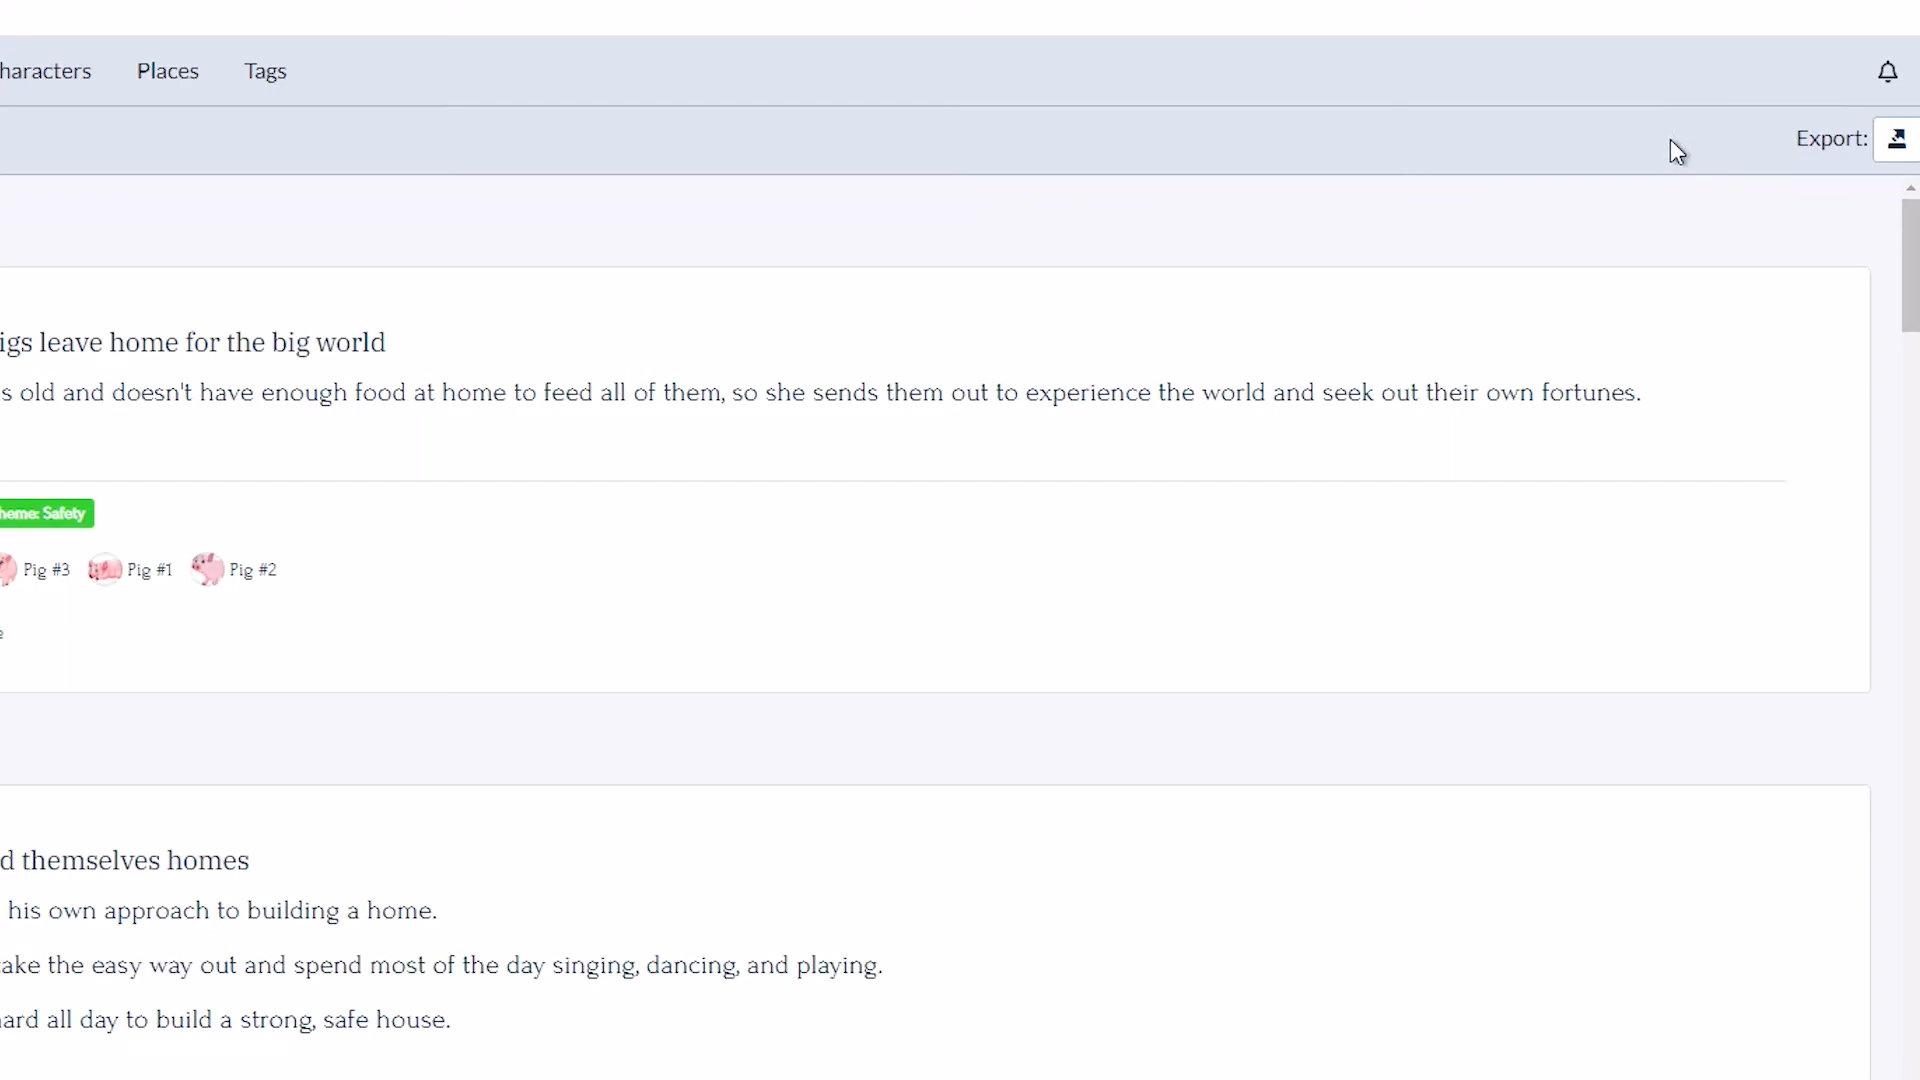 haracters Places Tags
Export:
igs leave home for the big world
s old and doesn't have enough food at home to feed all of them, so she sends them out to experience the world and seek out their own fortunes.
heme: Safety
Pig #3 Pig #1 Pig #2
e
d themselves homes
his own approach to building a home.
ake the easy way out and spend most of the day singing, dancing, and playing.
ard all day to build a strong, safe house.